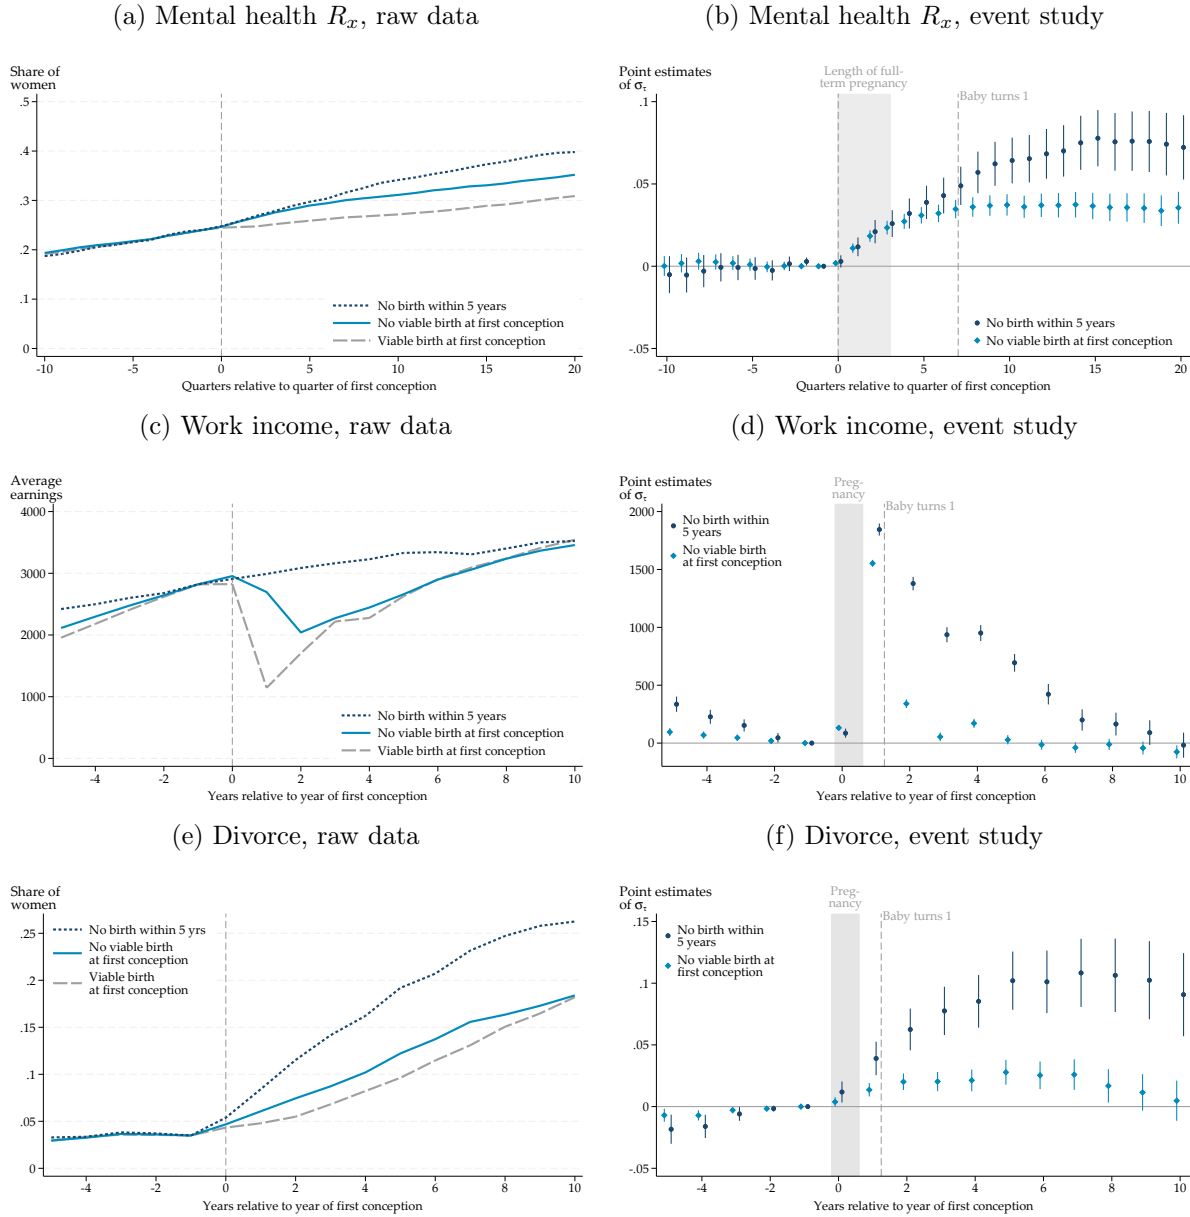 (a) Mental health Rx, raw data
Share of
women
.5
.4
.3
.2
.1
0
No birth within 5 years
No viable birth at first conception
Viable birth at first conception
-10
-5
0
5
10
15
20
Quarters relative to quarter of first conception
(b) Mental health Rx, event study
Point estimates
of στ
Length of full-
term pregnancy
Baby turns 1
.1
.05
0
-.05
No birth within 5 years
No viable birth at first conception
-10
-5
0
5
10
15
20
Quarters relative to quarter of first conception
(c) Work income, raw data
Average
earnings
4000
3000
2000
1000
0
No birth within 5 years
No viable birth at first conception
Viable birth at first conception
-4
-2
0
2
4
6
8
10
Years relative to year of first conception
(d) Work income, event study
Point estimates
of στ
Preg-
nancy
Baby turns 1
2000
1500
1000
500
0
No birth within
5 years
No viable birth
at first conception
-4
-2
0
2
4
6
8
10
Years relative to year of first conception
(e) Divorce, raw data
Share of
women
.25
.2
.15
.1
.05
0
No birth within 5 yrs
No viable birth
at first conception
Viable birth
at first conception
-4
-2
0
2
4
6
8
10
Years relative to year of first conception
(f) Divorce, event study
Point estimates
of στ
Preg-
nancy
Baby turns 1
.15
.1
.05
0
-.05
No birth within
5 years
No viable birth at
first conception
-4
-2
0
2
4
6
8
10
Years relative to year of first conception